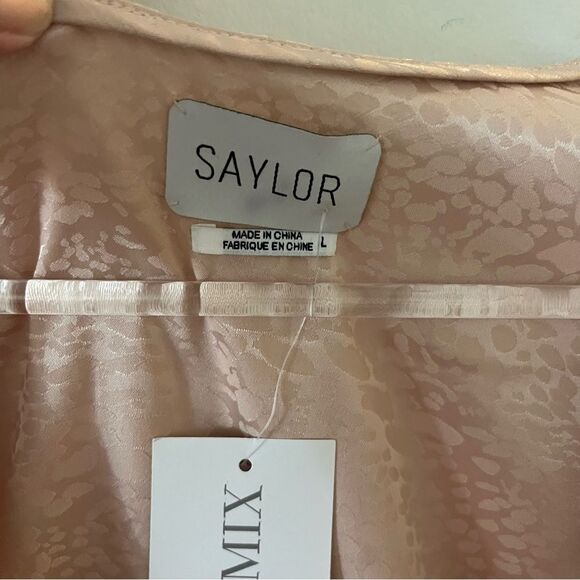 SAYLOR
MADE IN CHINA
FABRIQUE EN CHINE
L
MIX